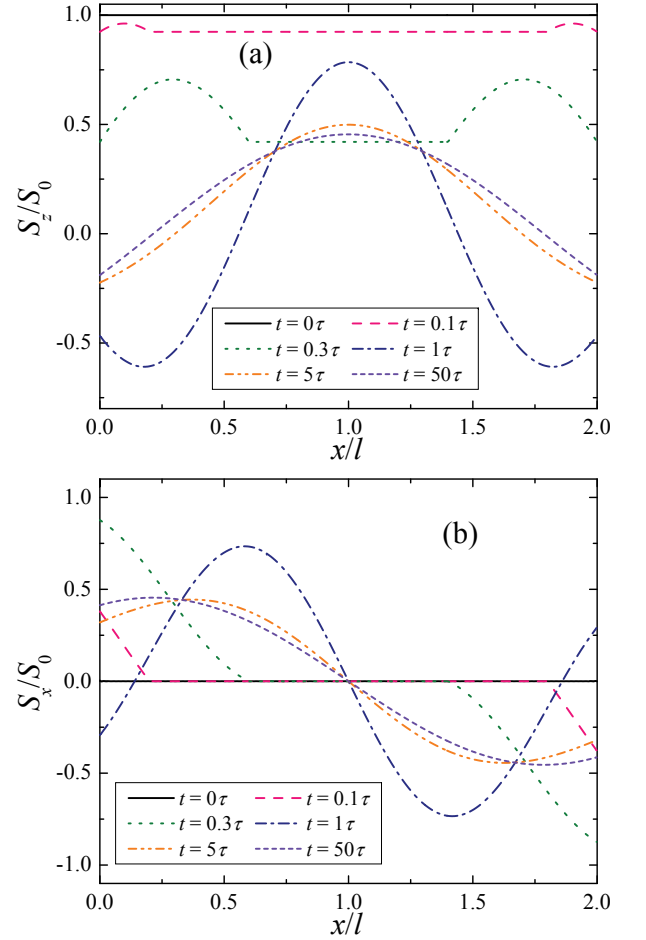 1.0
0.5
0.0
-0.5
S_z/S_0
(a)
t = 0τ t = 0.1τ
t = 0.3τ t = 1τ
t = 5τ t = 50τ
0.0 0.5 1.0 1.5 2.0
x/l
1.0
0.5
0.0
-0.5
-1.0
S_x/S_0
(b)
t = 0τ t = 0.1τ
t = 0.3τ t = 1τ
t = 5τ t = 50τ
0.0 0.5 1.0 1.5 2.0
x/l